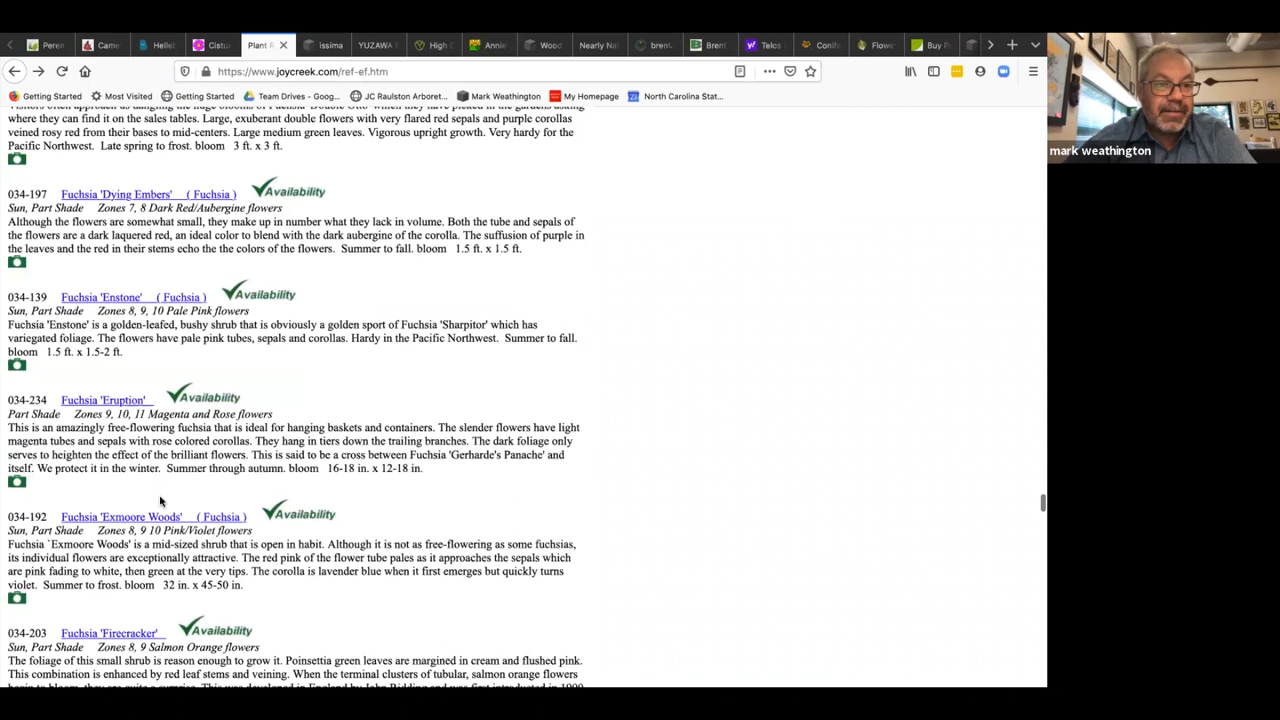 Peren
Came
Hellel
Cistu
Plant R
issima
YUZAWA
High C
Annie
Wood
Nearly Na
brent.
Brent
Telos
Conif
Flowe
Buy P
https://www.joycreek.com/ref-ef.htm
Getting Started
Most Visited
Getting Started
Team Drives - Goog...
JC Raulston Arboret...
Mark Weathington
My Homepage
North Carolina Stat...
mark weathington
where they can find it on the sales tables. Large, exuberant double flowers with very flared red sepals and purple corollas
veined rosy red from their bases to mid-centers. Large medium green leaves. Vigorous upright growth. Very hardy for the
Pacific Northwest. Late spring to frost. bloom 3 ft. x 3 ft.
034-197 Fuchsia 'Dying Embers' ( Fuchsia ) Availability
Sun, Part Shade Zones 7, 8 Dark Red/Aubergine flowers
Although the flowers are somewhat small, they make up in number what they lack in volume. Both the tube and sepals of
the flowers are a dark laquered red, an ideal color to blend with the dark aubergine of the corolla. The suffusion of purple in
the leaves and the red in their stems echo the the colors of the flowers. Summer to fall. bloom 1.5 ft. x 1.5 ft.
034-139 Fuchsia 'Enstone' ( Fuchsia ) Availability
Sun, Part Shade Zones 8, 9, 10 Pale Pink flowers
Fuchsia 'Enstone' is a golden-leafed, bushy shrub that is obviously a golden sport of Fuchsia 'Sharpitor' which has
variegated foliage. The flowers have pale pink tubes, sepals and corollas. Hardy in the Pacific Northwest. Summer to fall.
bloom 1.5 ft. x 1.5-2 ft.
034-234 Fuchsia 'Eruption' Availability
Part Shade Zones 9, 10, 11 Magenta and Rose flowers
This is an amazingly free-flowering fuchsia that is ideal for hanging baskets and containers. The slender flowers have light
magenta tubes and sepals with rose colored corollas. They hang in tiers down the trailing branches. The dark foliage only
serves to heighten the effect of the brilliant flowers. This is said to be a cross between Fuchsia 'Gerharde's Panache' and
itself. We protect it in the winter. Summer through autumn. bloom 16-18 in. x 12-18 in.
034-192 Fuchsia 'Exmoore Woods' ( Fuchsia ) Availability
Sun, Part Shade Zones 8, 9 10 Pink/Violet flowers
Fuchsia `Exmoore Woods' is a mid-sized shrub that is open in habit. Although it is not as free-flowering as some fuchsias,
its individual flowers are exceptionally attractive. The red pink of the flower tube pales as it approaches the sepals which
are pink fading to white, then green at the very tips. The corolla is lavender blue when it first emerges but quickly turns
violet. Summer to frost. bloom 32 in. x 45-50 in.
034-203 Fuchsia 'Firecracker' Availability
Sun, Part Shade Zones 8, 9 Salmon Orange flowers
The foliage of this small shrub is reason enough to grow it. Poinsettia green leaves are margined in cream and flushed pink.
This combination is enhanced by red leaf stems and veining. When the terminal clusters of tubular, salmon orange flowers